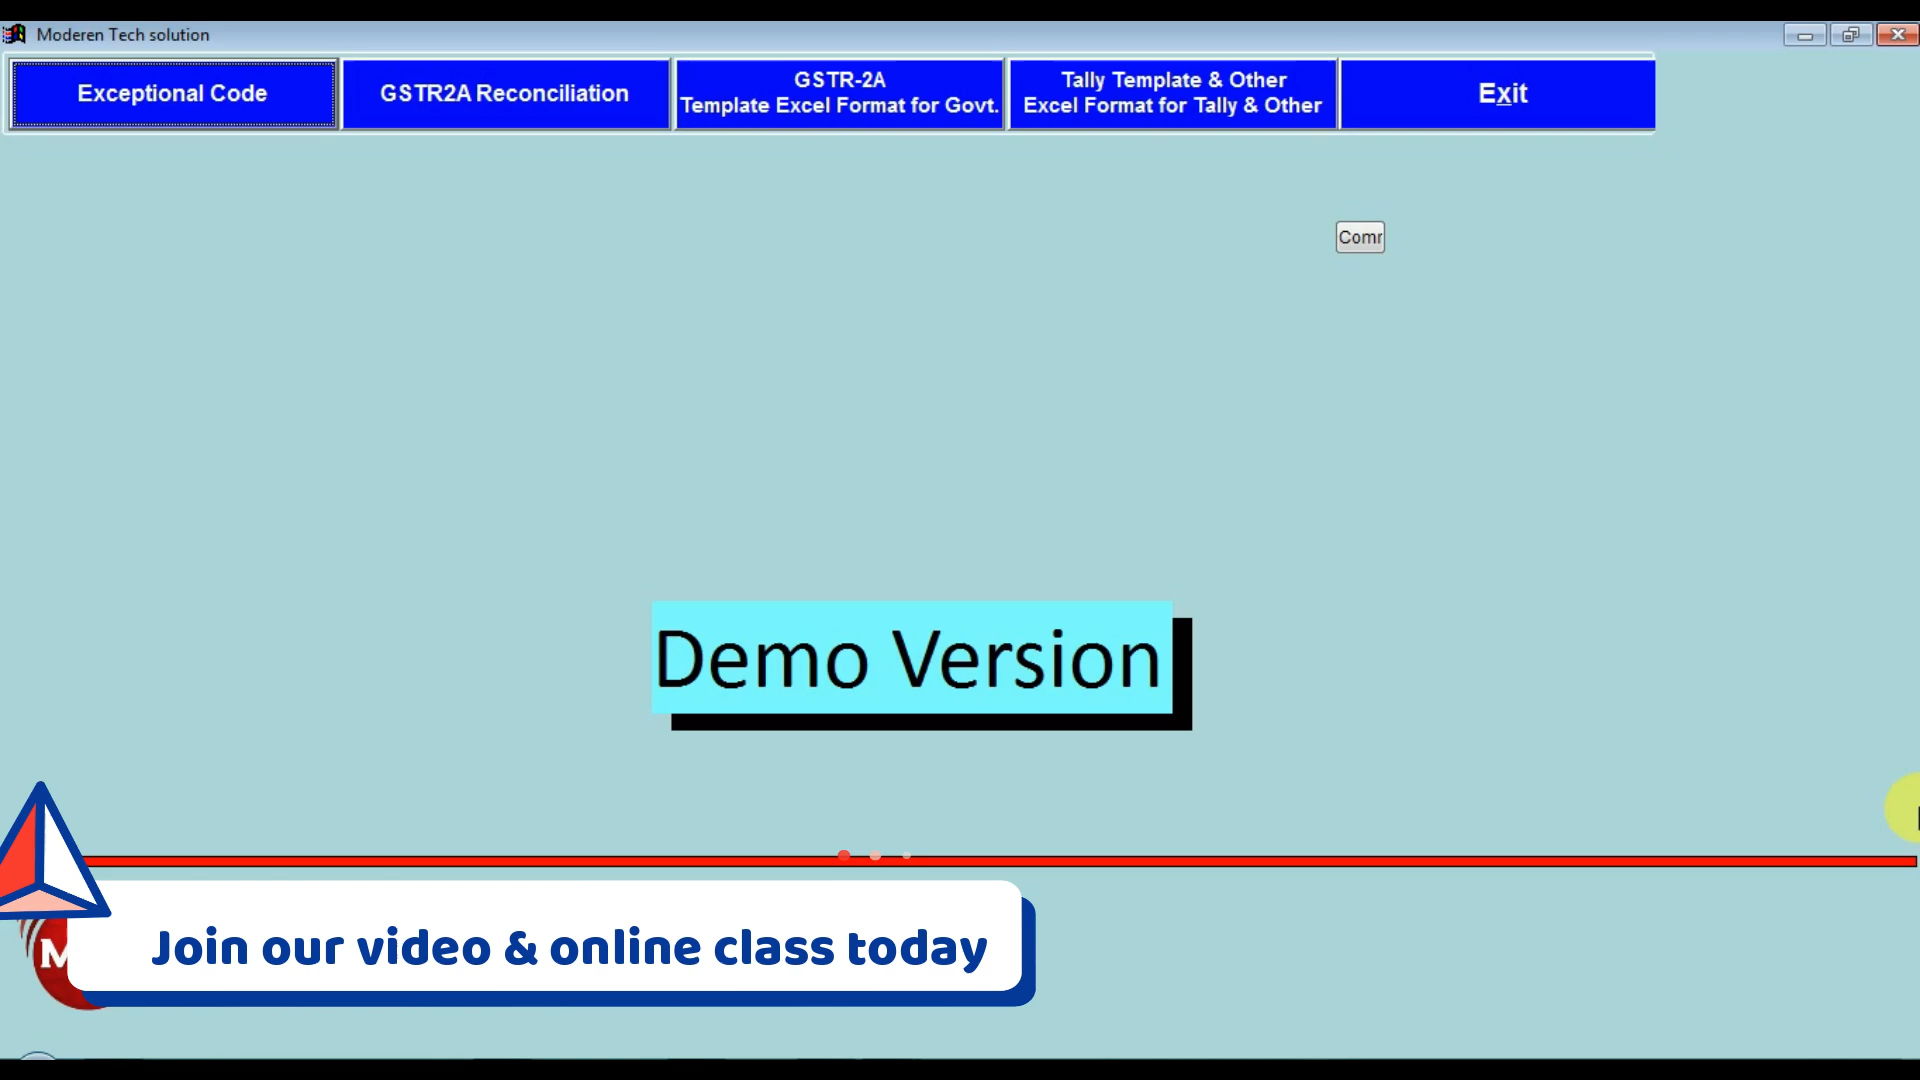 Moderen Tech solution
Exceptional Code
GSTR2A Reconciliation
GSTR-2A
Template Excel Format for Govt.
Tally Template & Other
Excel Format for Tally & Other
Exit
Comr
Demo Version
M
Join our video & online class today